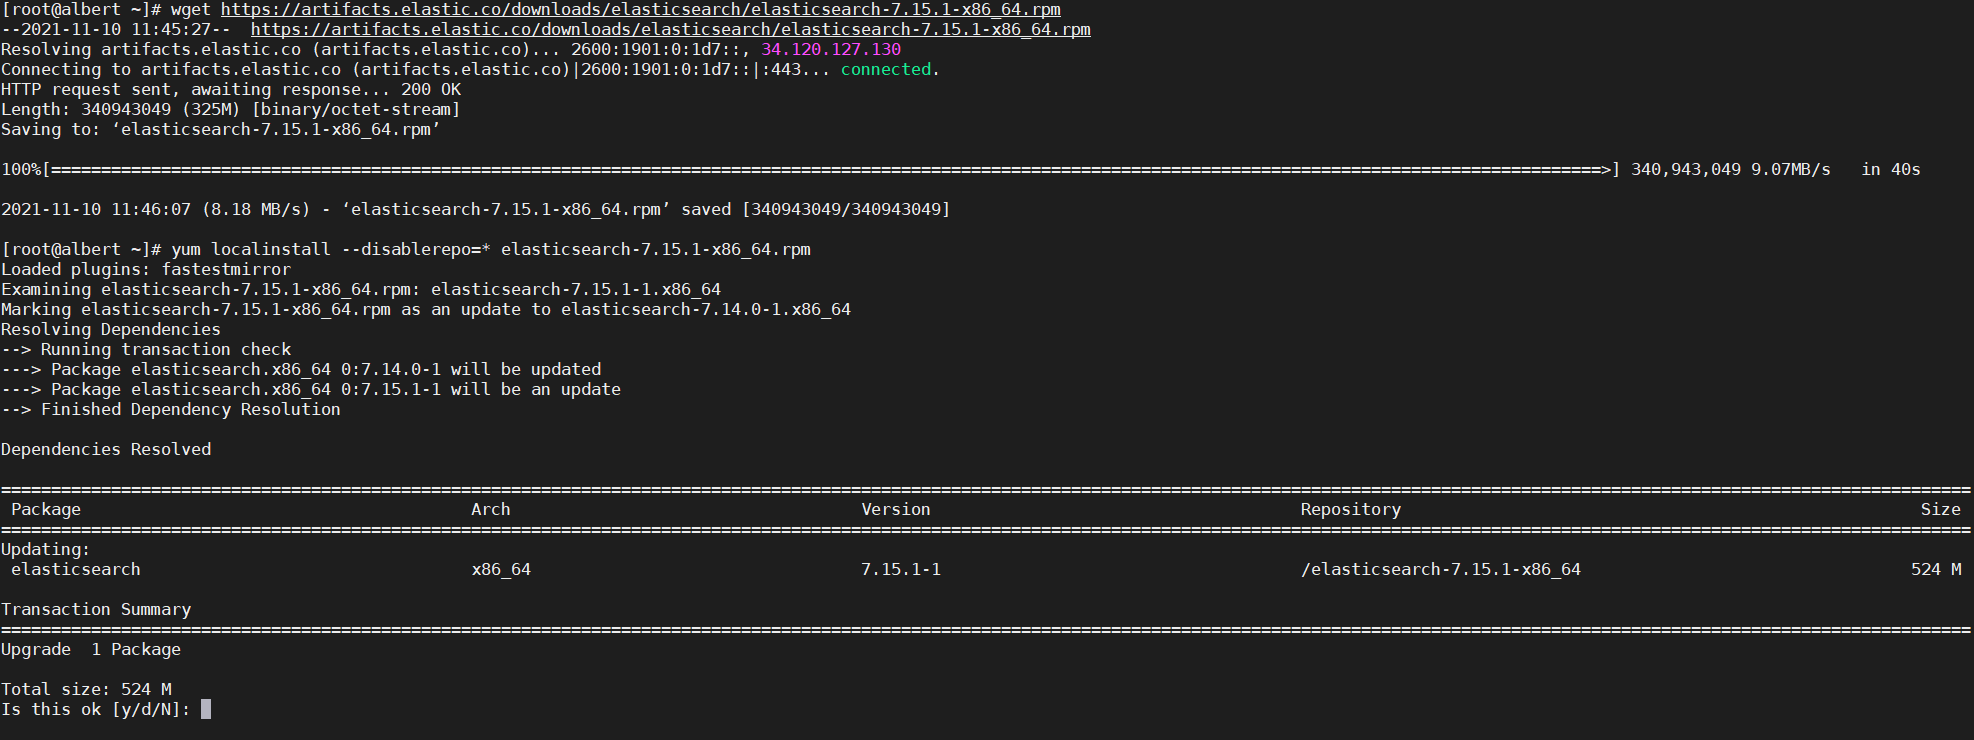 [root@albert ~]# wget https://artifacts.elastic.co/downloads/elasticsearch/elasticsearch-7.15.1-x86_64.rpm
--2021-11-10 11:45:27--  https://artifacts.elastic.co/downloads/elasticsearch/elasticsearch-7.15.1-x86_64.rpm
Resolving artifacts.elastic.co (artifacts.elastic.co)... 2600:1901:0:1d7::, 34.120.127.130
Connecting to artifacts.elastic.co (artifacts.elastic.co)|2600:1901:0:1d7::|:443... connected.
HTTP request sent, awaiting response... 200 OK
Length: 340943049 (325M) [binary/octet-stream]
Saving to: ‘elasticsearch-7.15.1-x86_64.rpm’
100%[===========================================================================================================================================================>] 340,943,049 9.07MB/s   in 40s
2021-11-10 11:46:07 (8.18 MB/s) - ‘elasticsearch-7.15.1-x86_64.rpm’ saved [340943049/340943049]
[root@albert ~]# yum localinstall --disablerepo=* elasticsearch-7.15.1-x86_64.rpm
Loaded plugins: fastestmirror
Examining elasticsearch-7.15.1-x86_64.rpm: elasticsearch-7.15.1-1.x86_64
Marking elasticsearch-7.15.1-x86_64.rpm as an update to elasticsearch-7.14.0-1.x86_64
Resolving Dependencies
--> Running transaction check
---> Package elasticsearch.x86_64 0:7.14.0-1 will be updated
---> Package elasticsearch.x86_64 0:7.15.1-1 will be an update
--> Finished Dependency Resolution
Dependencies Resolved
Package Arch Version Repository Size
Updating:
elasticsearch x86_64 7.15.1-1 /elasticsearch-7.15.1-x86_64 524 M
Transaction Summary
Upgrade  1 Package
Total size: 524 M
Is this ok [y/d/N]: